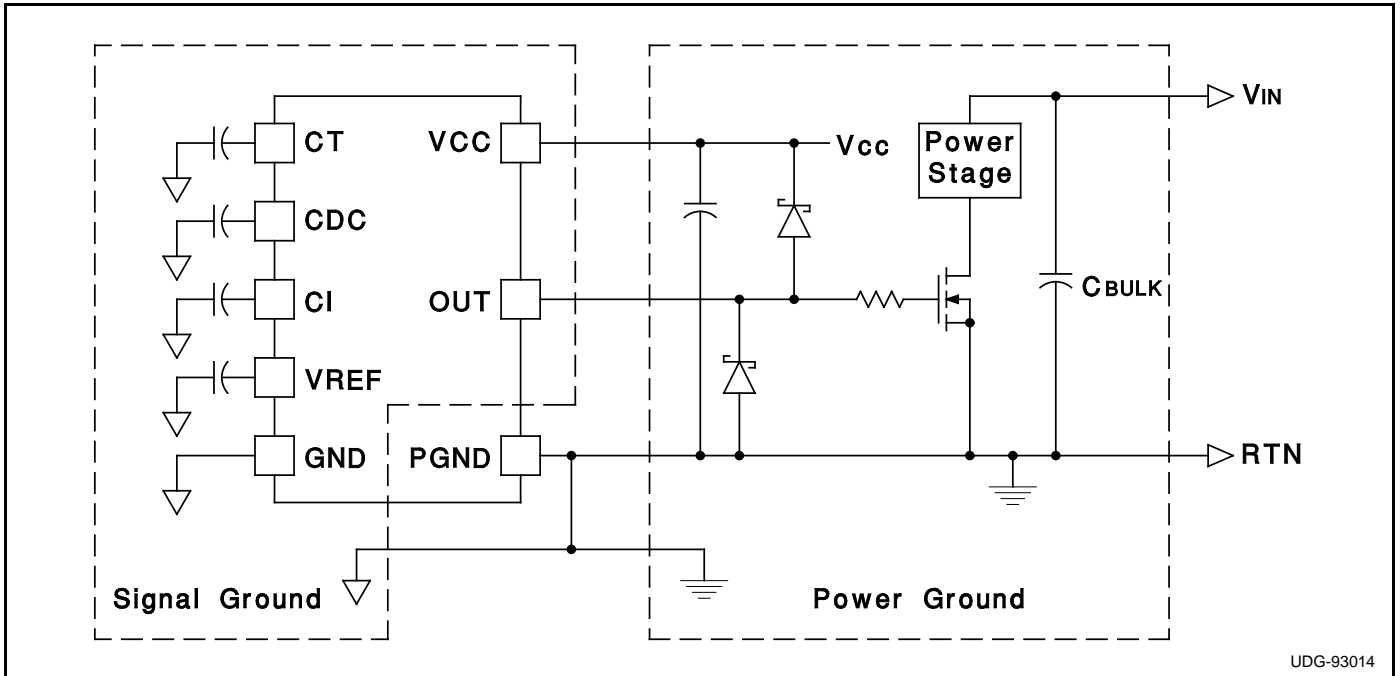 VIN
CT
VCC
Vcc
Power
Stage
CDC
CI
OUT
CBULK
VREF
GND
PGND
RTN
Signal Ground
Power Ground
UDG-93014